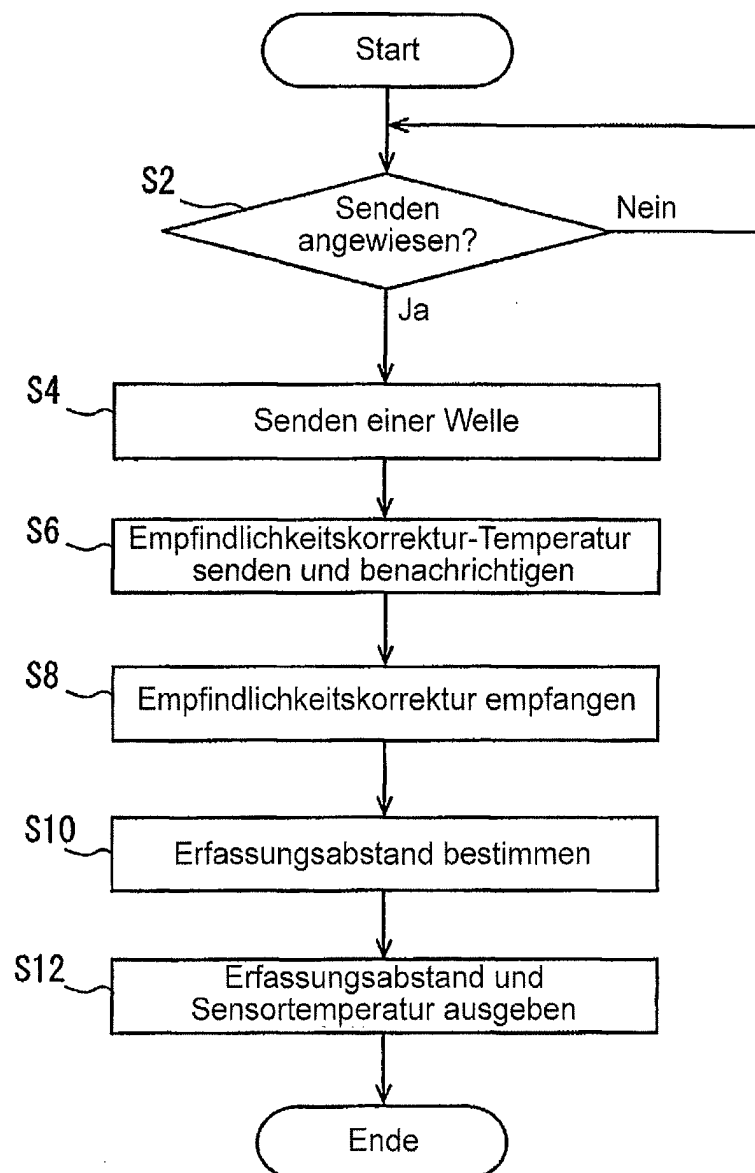 Start
S2
Senden
angewiesen?
Nein
Ja
S4
Senden einer Welle
S6
Empfindlichkeitskorrektur-Temperatur
senden und benachrichtigen
S8
Empfindlichkeitskorrektur empfangen
S10
Erfassungsabstand bestimmen
S12
Erfassungsabstand und
Sensortemperatur ausgeben
Ende